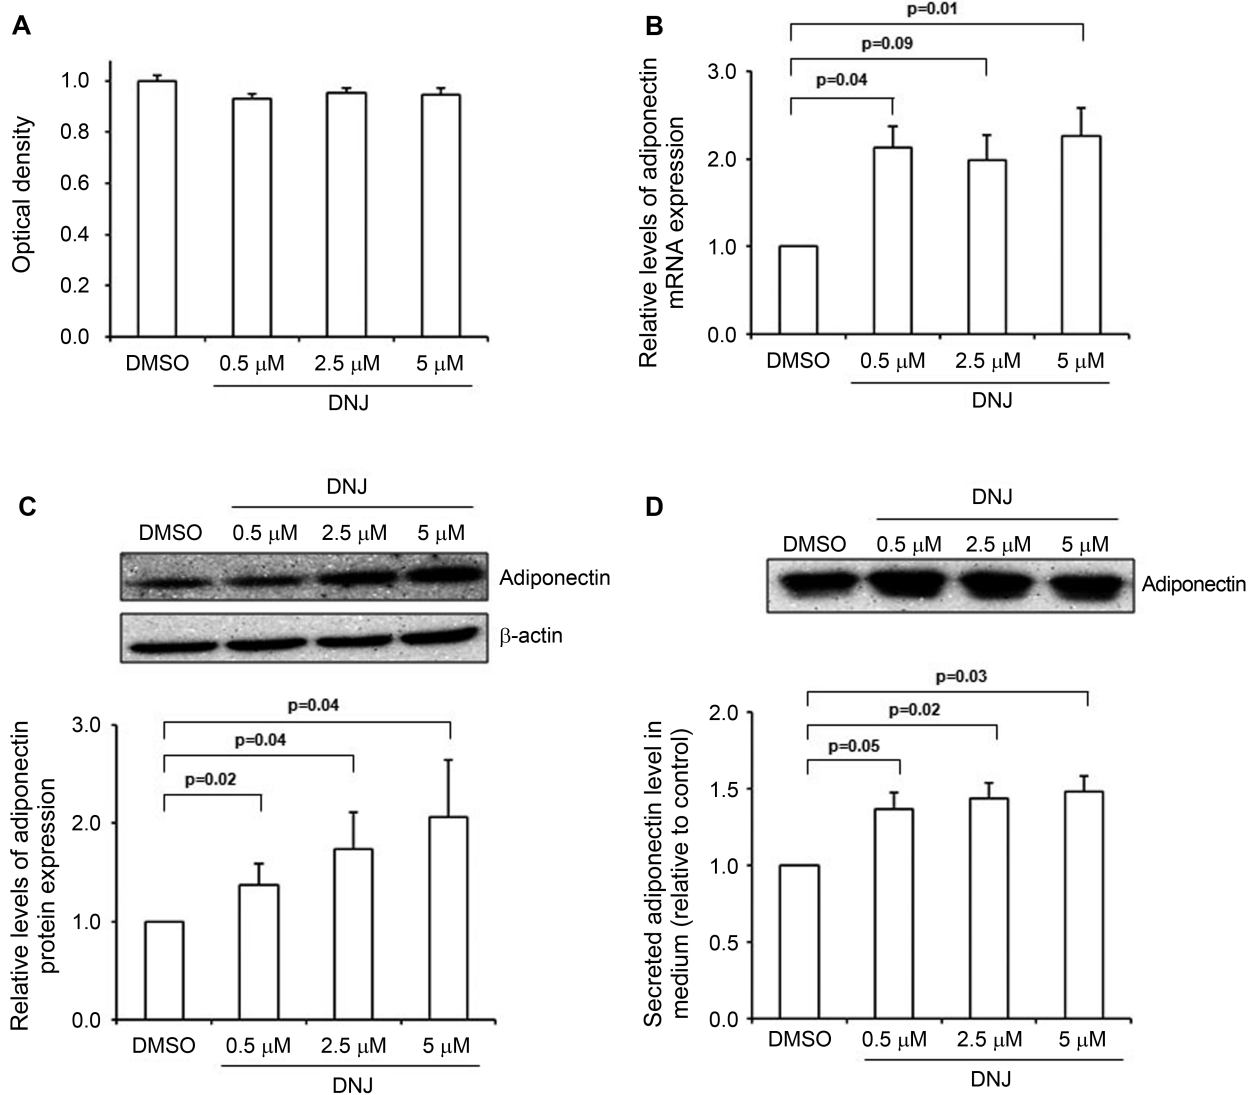 A
Optical density
1.0
0.8
0.6
0.4
0.2
0.0
DMSO 0.5 μM 2.5 μM 5 μM
DNJ
B
p=0.01
p=0.09
p=0.04
Relative levels of adiponectin
mRNA expression
3.0
2.0
1.0
0.0
DMSO 0.5 μM 2.5 μM 5 μM
DNJ
C
DNJ
DMSO 0.5 μM 2.5 μM 5 μM
Adiponectin
β-actin
p=0.04
p=0.04
p=0.02
Relative levels of adiponectin
protein expression
3.0
2.0
1.0
0.0
DMSO 0.5 μM 2.5 μM 5 μM
DNJ
D
DNJ
DMSO 0.5 μM 2.5 μM 5 μM
Adiponectin
p=0.03
p=0.02
p=0.05
Secreted adiponectin level in
medium (relative to control)
2.0
1.5
1.0
0.5
0.0
DMSO 0.5 μM 2.5 μM 5 μM
DNJ